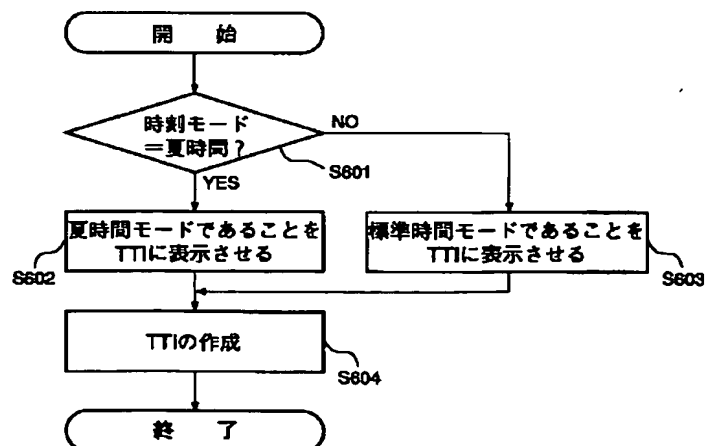 開　始
時刻モード
＝夏時間？
NO
S601
YES
夏時間モードであることを
TTIに表示させる
S602
標準時間モードであることを
TTIに表示させる
S603
TTIの作成
S604
終　了